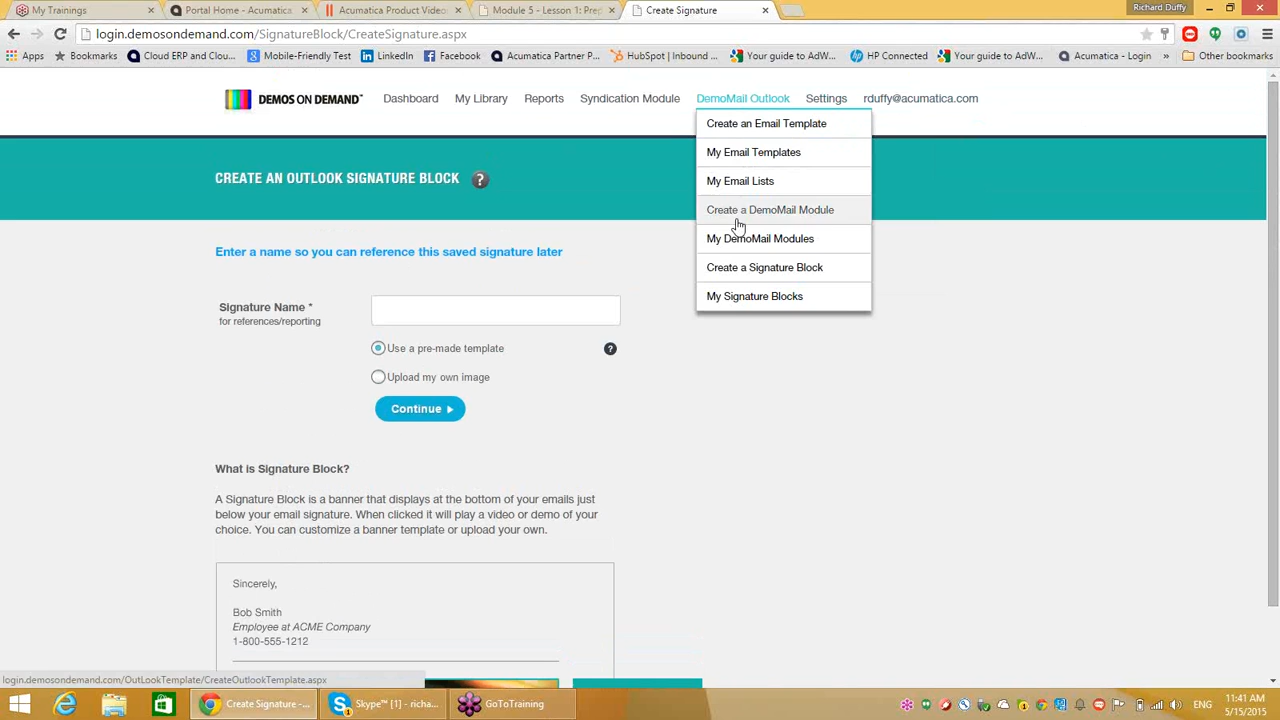 My Trainings
Portal Home - Acumatica
Acumatica Product Video
Module 5 - Lesson 1: Prep
Create Signature
Richard Duffy
login.demosondemand.com/SignatureBlock/CreateSignature.aspx
Apps
Bookmarks
Cloud ERP and Clou...
Mobile-Friendly Test
LinkedIn
Facebook
Acumatica Partner P...
HubSpot | Inbound ...
Your guide to AdW...
HP Connected
Your guide to AdW...
Acumatica - Login
»
Other bookmarks
DEMOS ON DEMAND™
Dashboard
My Library
Reports
Syndication Module
DemoMail Outlook
Settings
rduffy@acumatica.com
Create an Email Template
My Email Templates
My Email Lists
Create a DemoMail Module
My DemoMail Modules
Create a Signature Block
My Signature Blocks
CREATE AN OUTLOOK SIGNATURE BLOCK ?
Enter a name so you can reference this saved signature later
Signature Name *
for references/reporting
Use a pre-made template
?
Upload my own image
Continue
What is Signature Block?
A Signature Block is a banner that displays at the bottom of your emails just
below your email signature. When clicked it will play a video or demo of your
choice. You can customize a banner template or upload your own.
Sincerely,
Bob Smith
Employee at ACME Company
1-800-555-1212
login.demosondemand.com/OutLookTemplate/CreateOutlookTemplate.aspx
Create Signature -...
Skype™ [1] - richa...
GoToTraining
ENG
11:41 AM
5/15/2015